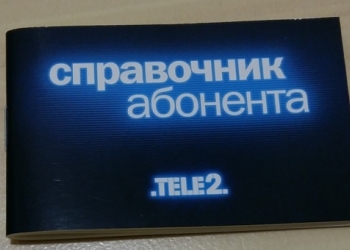 справочник
абонента
.TELE2.